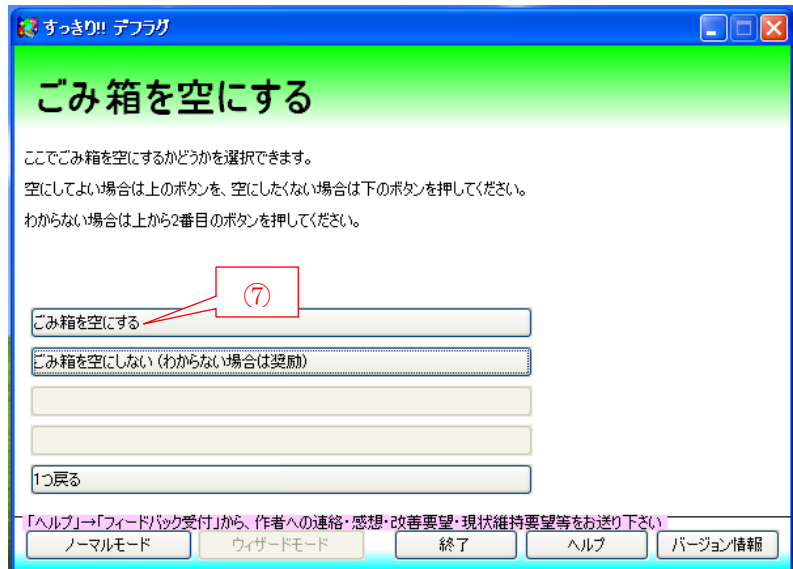 すっきり!! デフラグ
ごみ箱を空にする
ここでごみ箱を空にするかどうかを選択できます。
空にしてよい場合は上のボタンを、空にしたくない場合は下のボタンを押してください。
わからない場合は上から2番目のボタンを押してください。
⑦
ごみ箱を空にする
ごみ箱を空にしない（わからない場合は奨励）
1つ戻る
「ヘルプ」→「フィードバック受付」から、作者への連絡・感想・改善要望・現状維持要望等をお送り下さい
ノーマルモード ウィザードモード 終了 ヘルプ バージョン情報